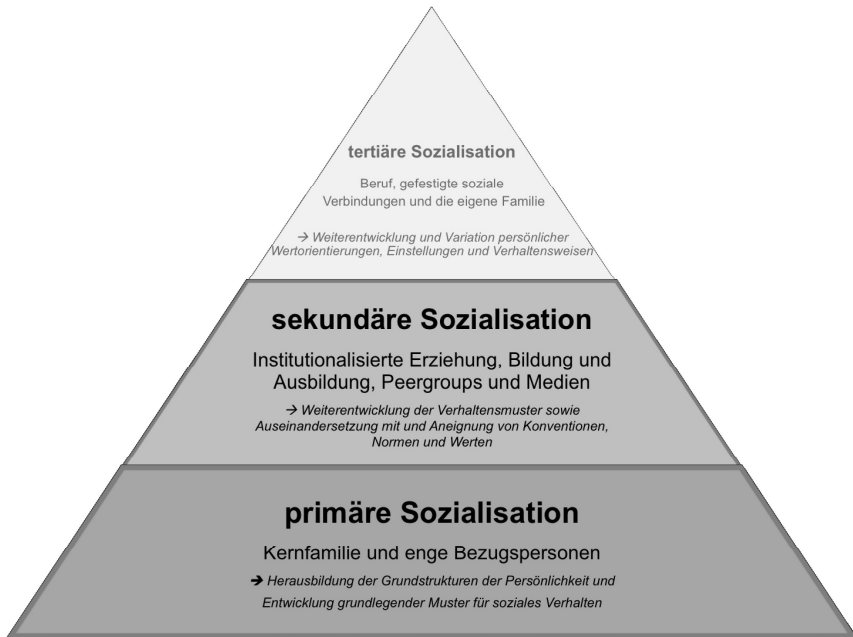 tertiäre Sozialisation
Beruf, gefestigte soziale
Verbindungen und die eigene Familie
→ Weiterentwicklung und Variation persönlicher
Wertorientierungen, Einstellungen und Verhaltensweisen
sekundäre Sozialisation
Institutionalisierte Erziehung, Bildung und
Ausbildung, Peergroups und Medien
→ Weiterentwicklung der Verhaltensmuster sowie
Auseinandersetzung mit und Aneignung von Konventionen,
Normen und Werten
primäre Sozialisation
Kernfamilie und enge Bezugspersonen
→ Herausbildung der Grundstrukturen der Persönlichkeit und
Entwicklung grundlegender Muster für soziales Verhalten